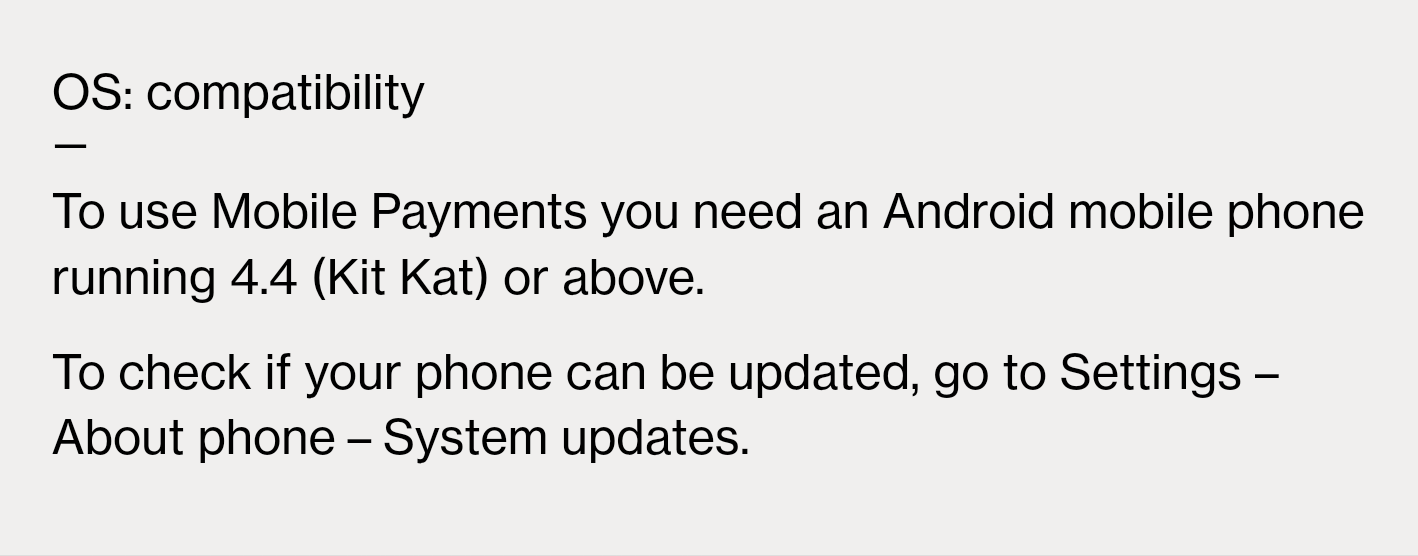 OS: compatibility
—
To use Mobile Payments you need an Android mobile phone
running 4.4 (Kit Kat) or above.
To check if your phone can be updated, go to Settings –
About phone – System updates.